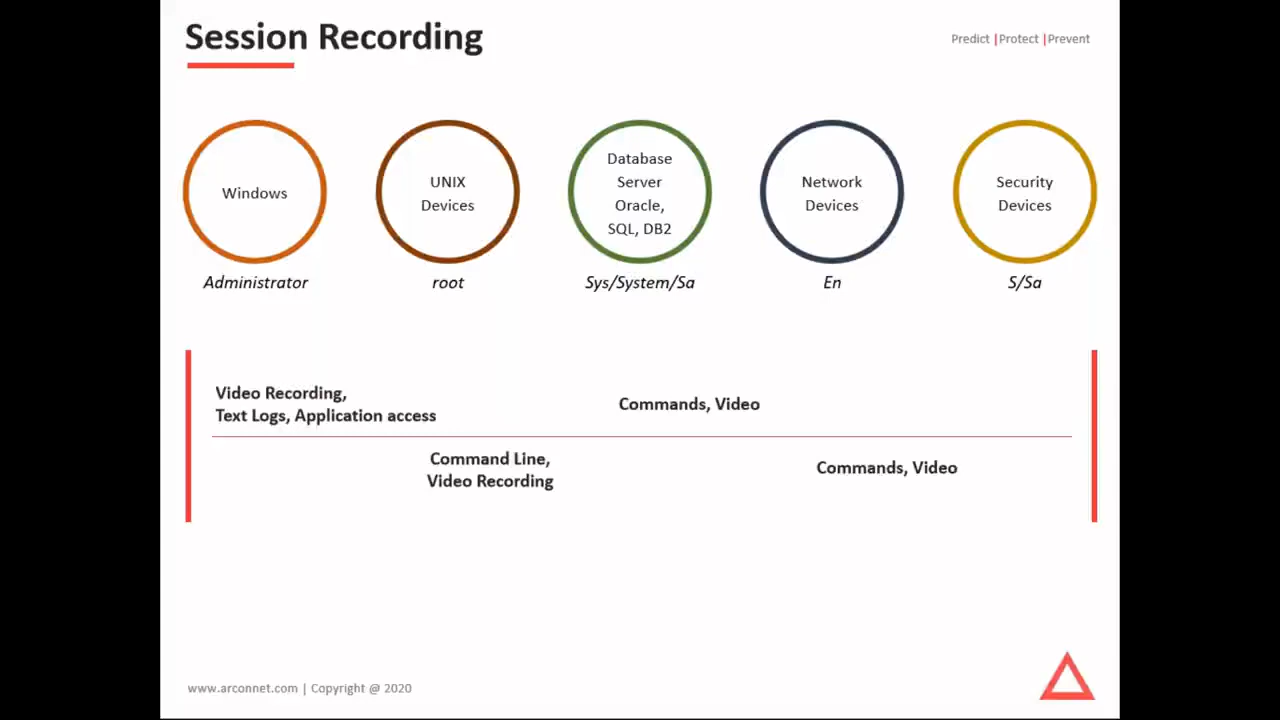 Session Recording
Predict |Protect |Prevent
Windows
UNIX
Devices
Database
Server
Oracle,
SQL, DB2
Network
Devices
Security
Devices
Administrator
root
Sys/System/Sa
En
S/Sa
Video Recording,
Text Logs, Application access
Commands, Video
Command Line,
Video Recording
Commands, Video
www.arconnet.com | Copyright @ 2020